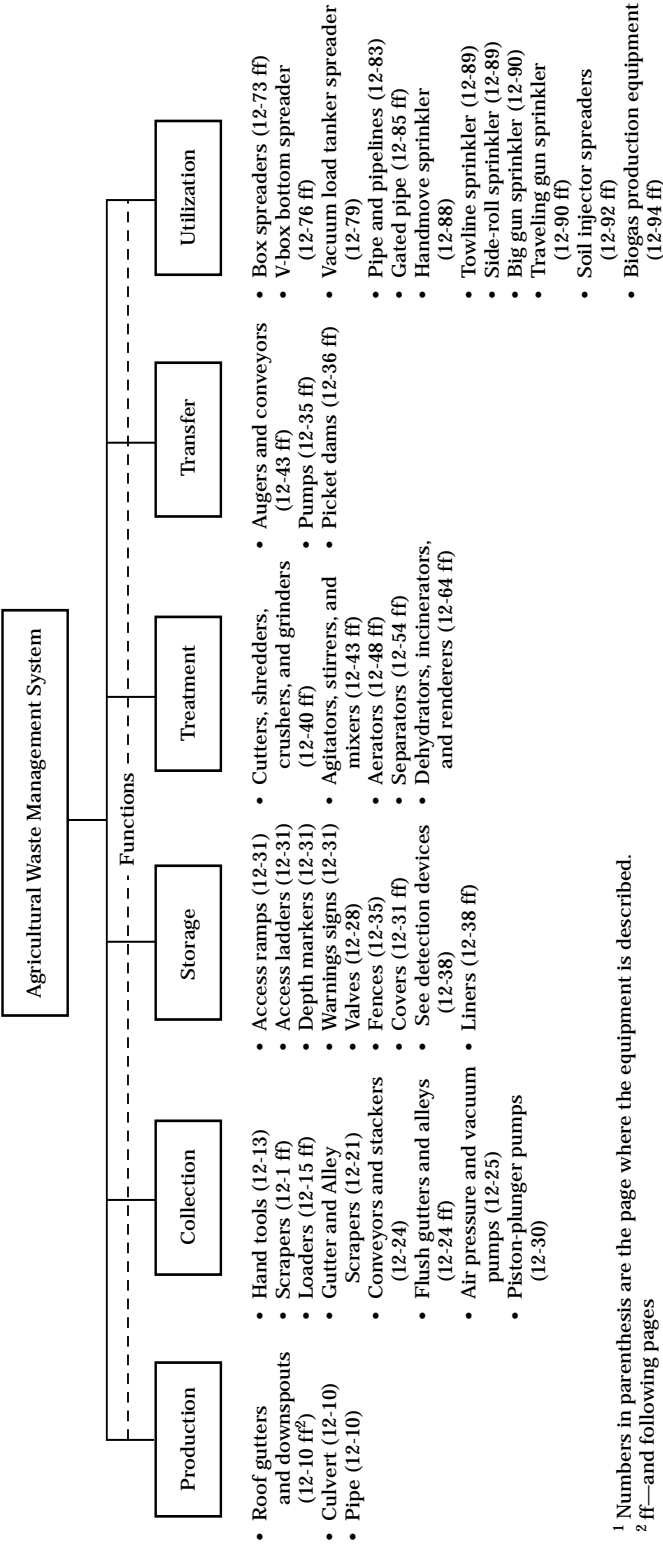 Agricultural Waste Management System
Functions
Production
• Roof gutters
and downspouts
(12-10 ff²)
• Culvert (12-10)
• Pipe (12-10)
Collection
• Hand tools (12-13)
• Scrapers (12-1 ff)
• Loaders (12-15 ff)
• Gutter and Alley
Scrapers (12-21)
• Conveyors and stackers
(12-24)
• Flush gutters and alleys
(12-24 ff)
• Air pressure and vacuum
pumps (12-25)
• Piston-plunger pumps
(12-30)
Storage
• Access ramps (12-31)
• Access ladders (12-31)
• Depth markers (12-31)
• Warnings signs (12-31)
• Valves (12-28)
• Fences (12-35)
• Covers (12-31 ff)
• See detection devices
(12-38)
• Liners (12-38 ff)
Treatment
• Cutters, shredders,
crushers, and grinders
(12-40 ff)
• Agitators, stirrers, and
mixers (12-43 ff)
• Aerators (12-48 ff)
• Separators (12-54 ff)
• Dehydrators, incinerators,
and renderers (12-64 ff)
Transfer
• Augers and conveyors
(12-43 ff)
• Pumps (12-35 ff)
• Picket dams (12-36 ff)
Utilization
• Box spreaders (12-73 ff)
• V-box bottom spreader
(12-76 ff)
• Vacuum load tanker spreader
(12-79)
• Pipe and pipelines (12-83)
• Gated pipe (12-85 ff)
• Handmove sprinkler
(12-88)
• Towline sprinkler (12-89)
• Side-roll sprinkler (12-89)
• Big gun sprinkler (12-90)
• Traveling gun sprinkler
(12-90 ff)
• Soil injector spreaders
(12-92 ff)
• Biogas production equipment
(12-94 ff)
¹ Numbers in parenthesis are the page where the equipment is described.
² ff—and following pages